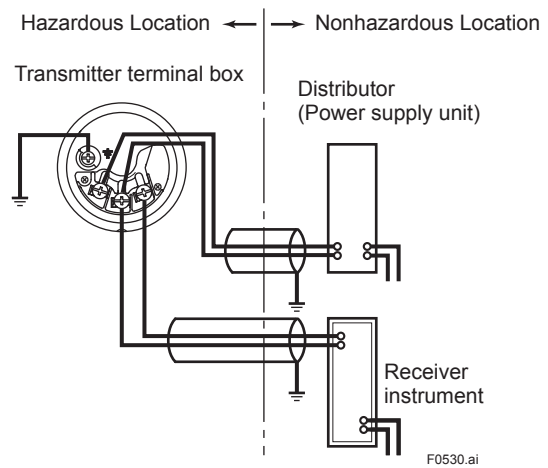 Hazardous Location ← → Nonhazardous Location
Transmitter terminal box
Distributor
(Power supply unit)
Receiver
instrument
F0530.ai